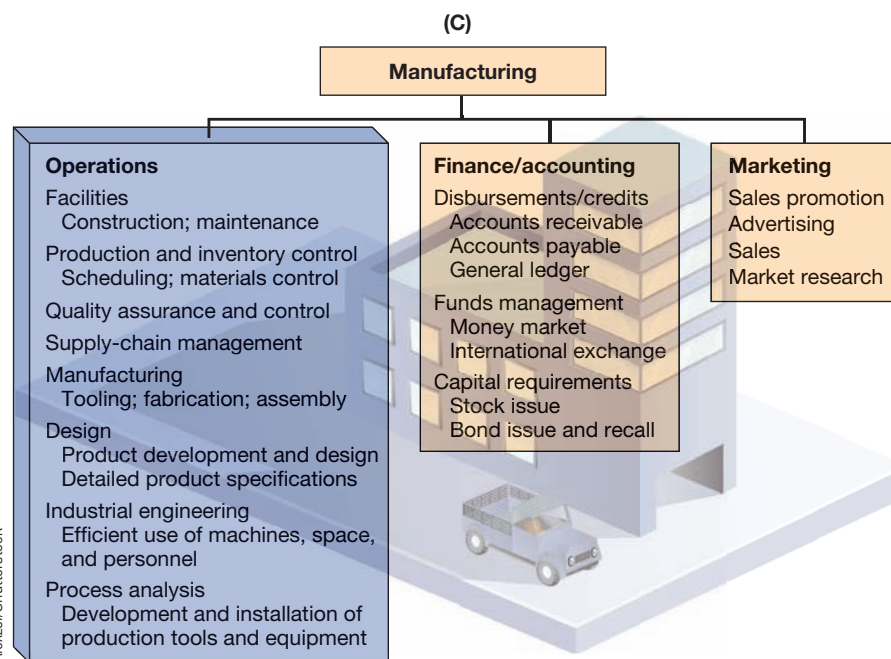 (C)
Manufacturing
Operations
Facilities
Construction; maintenance
Production and inventory control
Scheduling; materials control
Quality assurance and control
Supply-chain management
Manufacturing
Tooling; fabrication; assembly
Design
Product development and design
Detailed product specifications
Industrial engineering
Efficient use of machines, space,
and personnel
Process analysis
Development and installation of
production tools and equipment
Finance/accounting
Disbursements/credits
Accounts receivable
Accounts payable
General ledger
Funds management
Money market
International exchange
Capital requirements
Stock issue
Bond issue and recall
Marketing
Sales promotion
Advertising
Sales
Market research